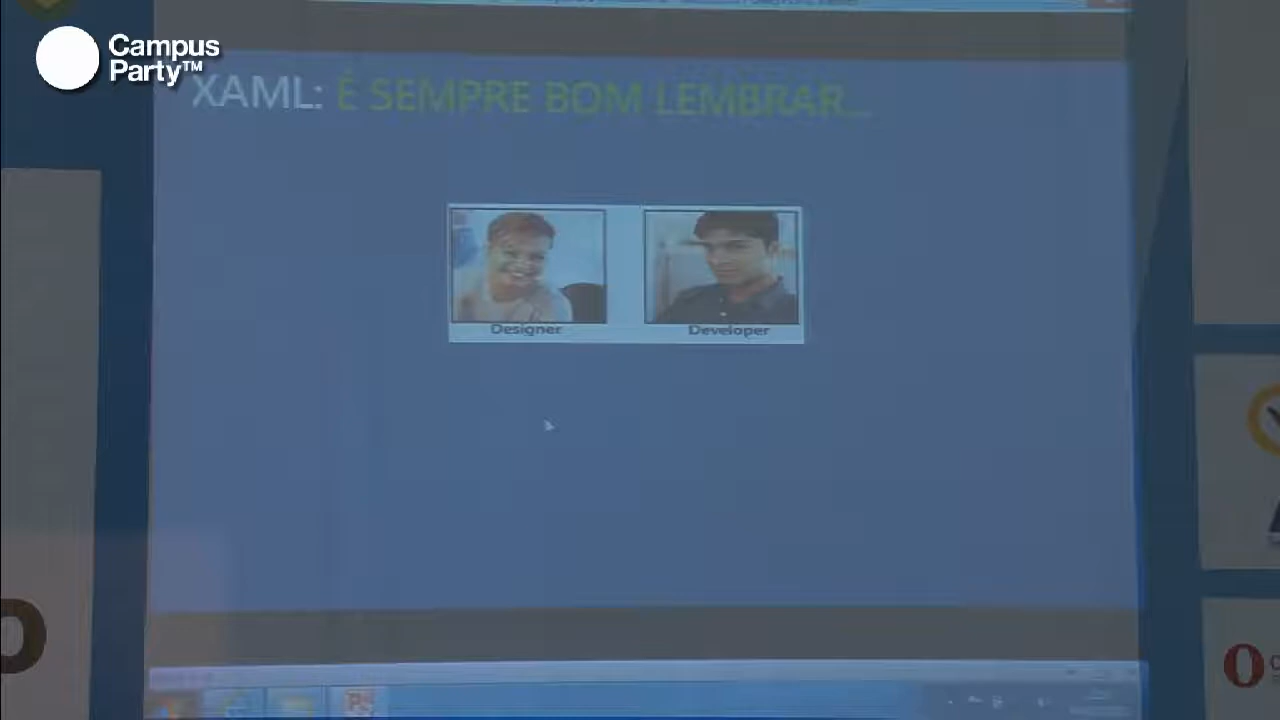 Campus
Party™
XAML: É SEMPRE BOM LEMBRAR...
Designer
Developer
O